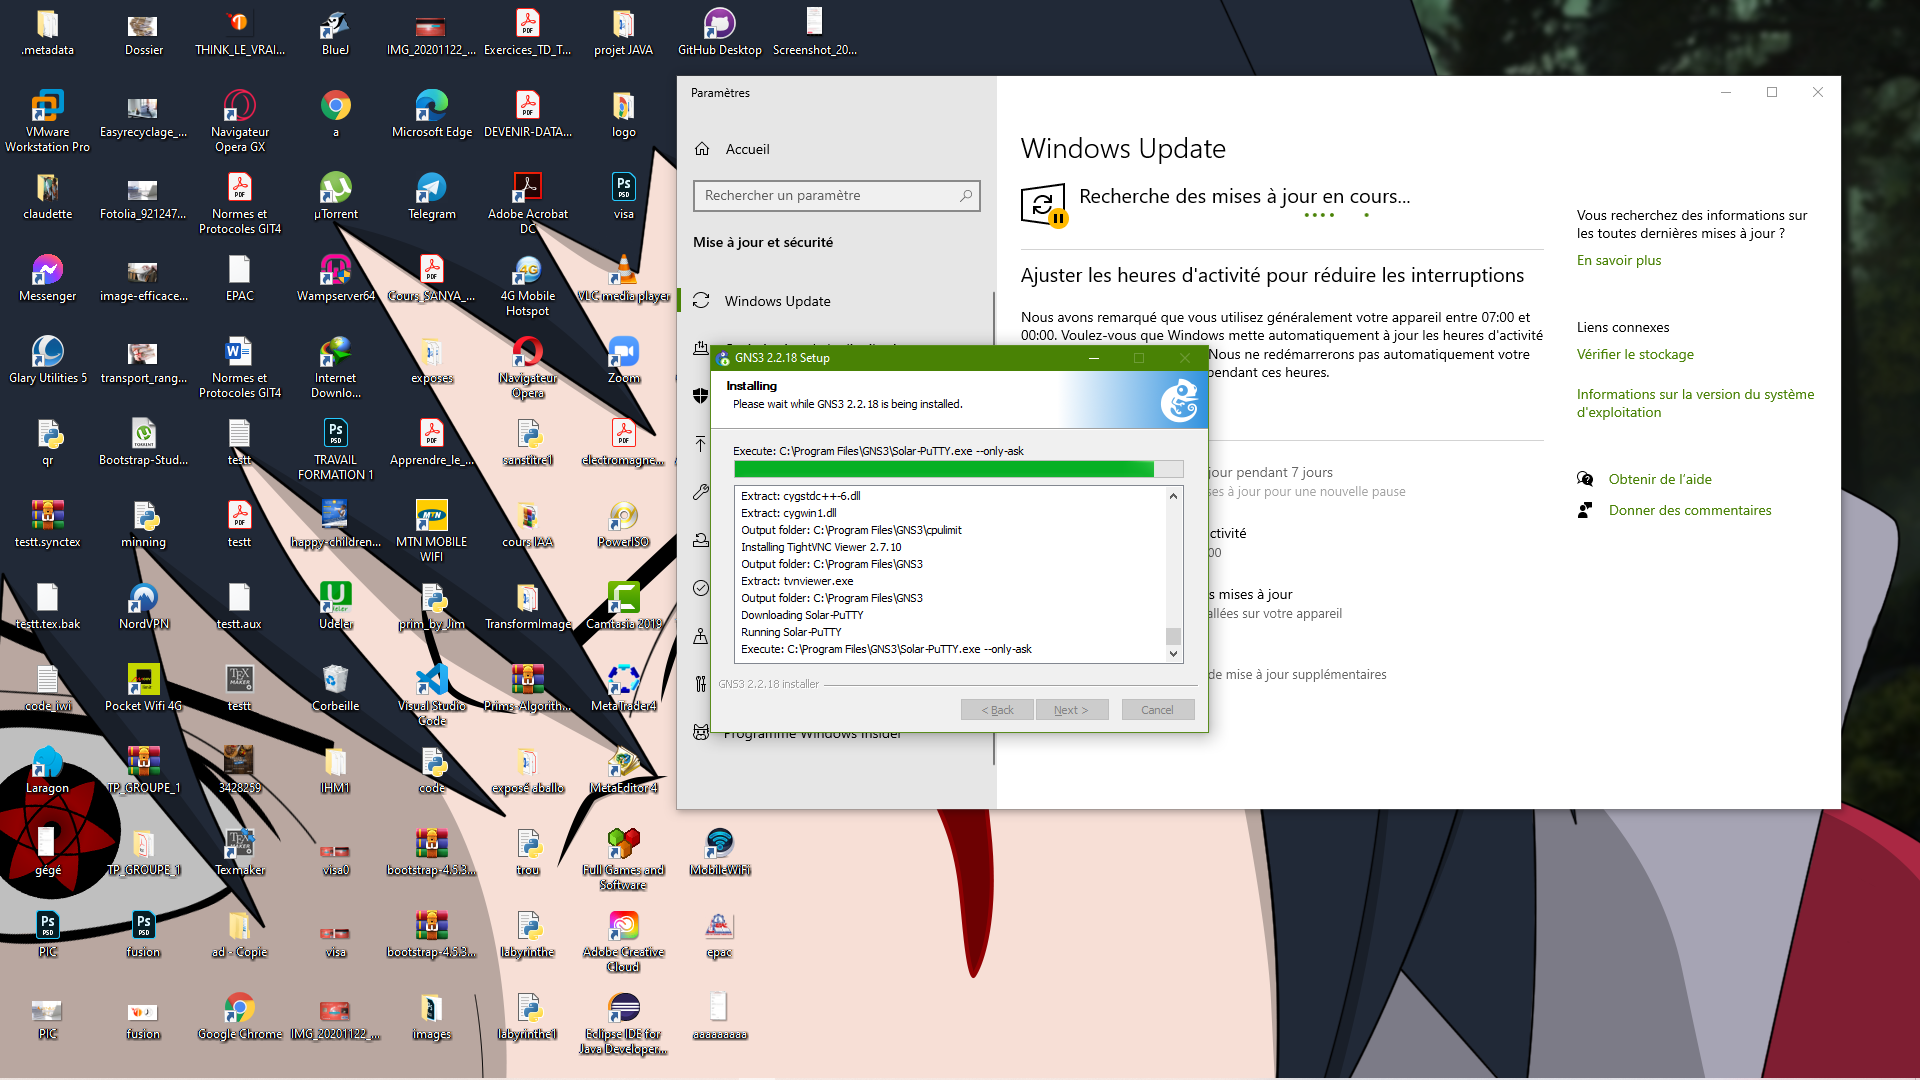 .metadata
Dossier
THINK_LE_VRAI...
BlueJ
IMG_20201122_...
Exercices_TD_T...
projet JAVA
GitHub Desktop
Screenshot_20...
VMware
Workstation Pro
Easyrecyclage_...
Navigateur
Opera GX
a
Microsoft Edge
DEVENIR-DATA...
logo
claudette
Fotolia_921247...
Normes et
Protocoles GIT4
µTorrent
Telegram
Adobe Acrobat
DC
visa
Messenger
image-efficace...
EPAC
Wampserver64
Cours_SANYA_...
4G Mobile
Hotspot
VLC media player
Glary Utilities 5
transport_rang...
Normes et
Protocoles GIT4
Internet
Downlo...
exposes
Navigateur
Opera
Zoom
qr
Bootstrap-Stud...
testt
TRAVAIL
FORMATION 1
Apprendre_le_...
sanstitre1
electromagne...
testt.synctex
minning
testt
happy-children...
MTN MOBILE
WIFI
cours IAA
PowerISO
testt.tex.bak
NordVPN
testt.aux
Udeler
prim_by_Jim
TransformImage
Camtasia 2019
code_iwi
Pocket Wifi 4G
testt
Corbeille
Visual Studio
Code
Prims-Algorith...
MetaTrader4
Laragon
TP_GROUPE_1
3428259
IHM1
code
exposé aballo
MetaEditor 4
gégé
TP_GROUPE_1
Texmaker
visa0
bootstrap-4.5.3...
trou
Full Games and
Software
MobileWiFi
PIC
fusion
ad - Copie
visa
bootstrap-4.5.3...
labyrinthe
Adobe Creative
Cloud
epac
PIC
fusion
Google Chrome
IMG_20201122_...
images
labyrinthe1
Eclipse IDE for
Java Developer...
aaaaaaaaa
Paramètres
Accueil
Rechercher un paramètre
Mise à jour et sécurité
Windows Update
Programme Windows Insider
Windows Update
Recherche des mises à jour en cours...
Ajuster les heures d'activité pour réduire les interruptions
Nous avons remarqué que vous utilisez généralement votre appareil entre 07:00 et
00:00. Voulez-vous que Windows mette automatiquement à jour les heures d'activité
Nous ne redémarrerons pas automatiquement votre
pendant ces heures.
jour pendant 7 jours
à jour pour une nouvelle pause
ctivité
00
mises à jour
allées sur votre appareil
de mise à jour supplémentaires
Vous recherchez des informations sur
les toutes dernières mises à jour ?
En savoir plus
Liens connexes
Vérifier le stockage
Informations sur la version du système
d'exploitation
Obtenir de l'aide
Donner des commentaires
GNS3 2.2.18 Setup
Installing
Please wait while GNS3 2.2.18 is being installed.
Execute: C:\Program Files\GNS3\Solar-PuTTY.exe --only-ask
Extract: cygstdc++-6.dll
Extract: cygwin1.dll
Output folder: C:\Program Files\GNS3\cpulimit
Installing TightVNC Viewer 2.7.10
Output folder: C:\Program Files\GNS3
Extract: tvnviewer.exe
Output folder: C:\Program Files\GNS3
Downloading Solar-PuTTY
Running Solar-PuTTY
Execute: C:\Program Files\GNS3\Solar-PuTTY.exe --only-ask
GNS3 2.2.18 installer
< Back
Next >
Cancel